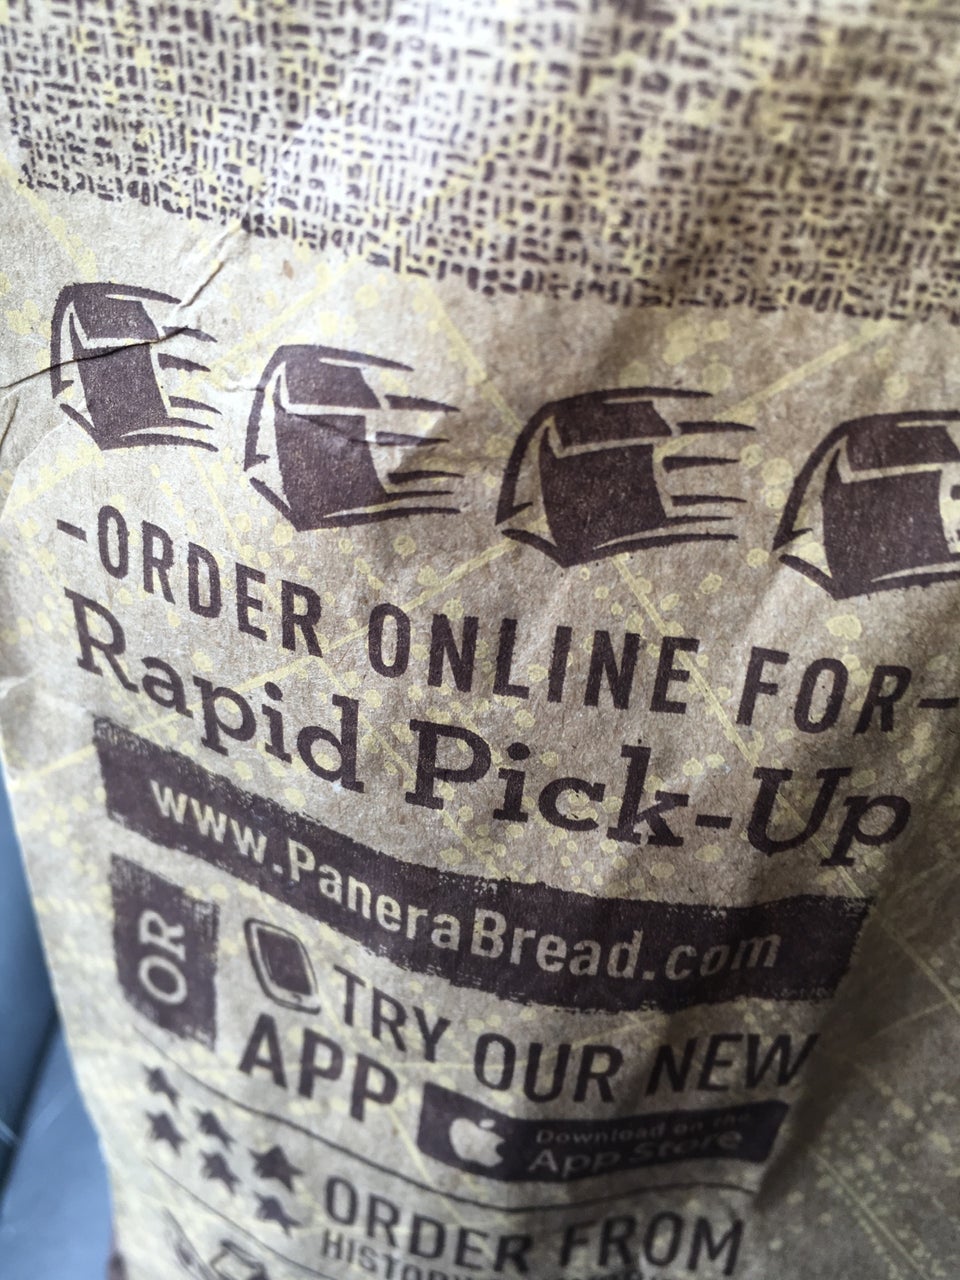 -ORDER ONLINE FOR-
Rapid Pick-Up
www.PaneraBread.com
OR
TRY OUR NEW
APP
Download on the
App Store
ORDER FROM